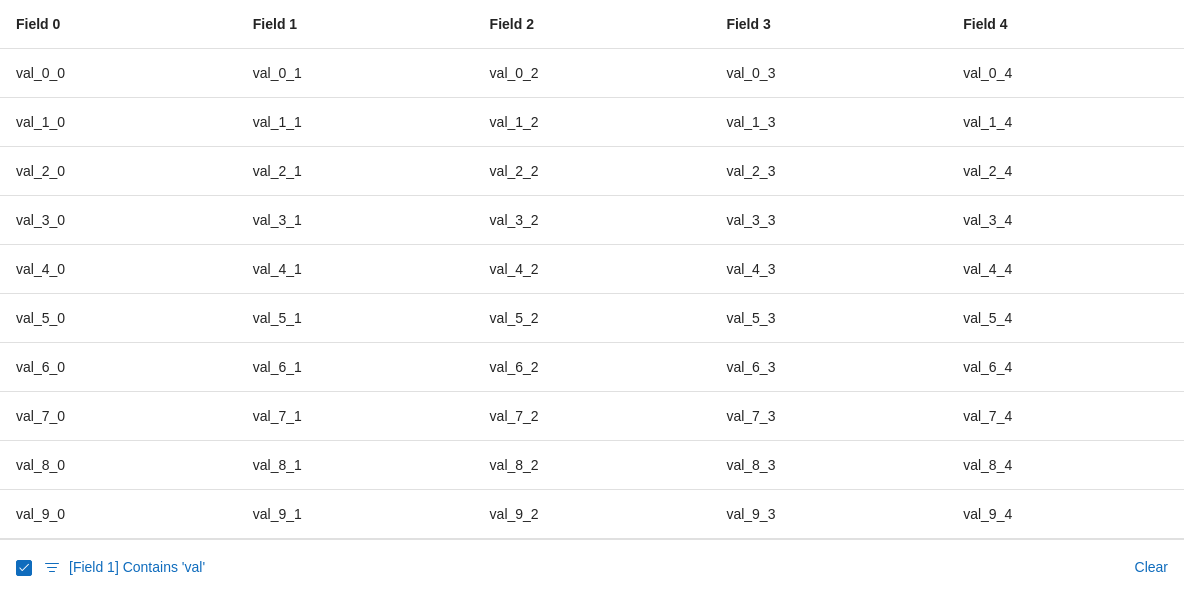 Field 0 Field 1 Field 2 Field 3 Field 4
val_0_0 val_0_1 val_0_2 val_0_3 val_0_4
val_1_0 val_1_1 val_1_2 val_1_3 val_1_4
val_2_0 val_2_1 val_2_2 val_2_3 val_2_4
val_3_0 val_3_1 val_3_2 val_3_3 val_3_4
val_4_0 val_4_1 val_4_2 val_4_3 val_4_4
val_5_0 val_5_1 val_5_2 val_5_3 val_5_4
val_6_0 val_6_1 val_6_2 val_6_3 val_6_4
val_7_0 val_7_1 val_7_2 val_7_3 val_7_4
val_8_0 val_8_1 val_8_2 val_8_3 val_8_4
val_9_0 val_9_1 val_9_2 val_9_3 val_9_4
[Field 1] Contains 'val' Clear